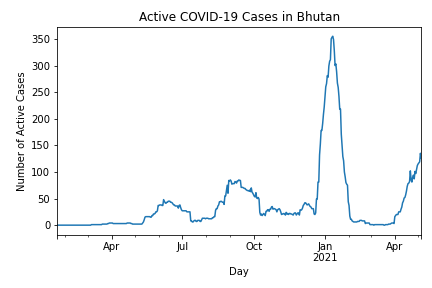 Active COVID-19 Cases in Bhutan
350
300
250
200
150
100
50
0
Number of Active Cases
Apr
Jul
Oct
Jan
2021
Apr
Day